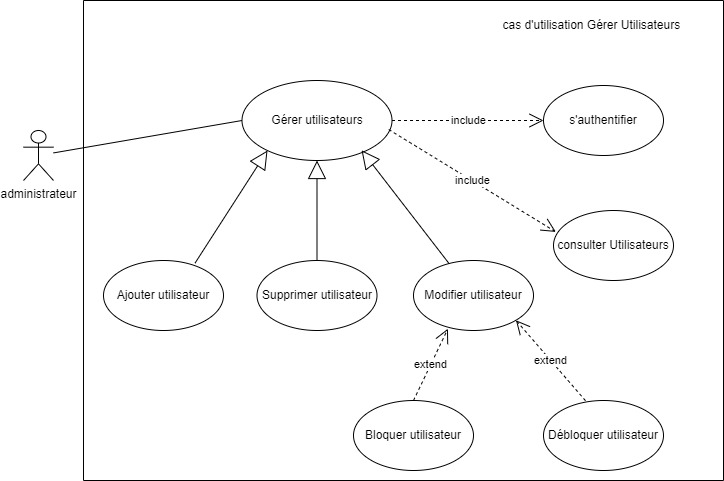 cas d'utilisation Gérer Utilisateurs
Gérer utilisateurs
include
s'authentifier
administrateur
include
consulter Utilisateurs
Ajouter utilisateur
Supprimer utilisateur
Modifier utilisateur
extend
extend
Bloquer utilisateur
Débloquer utilisateur